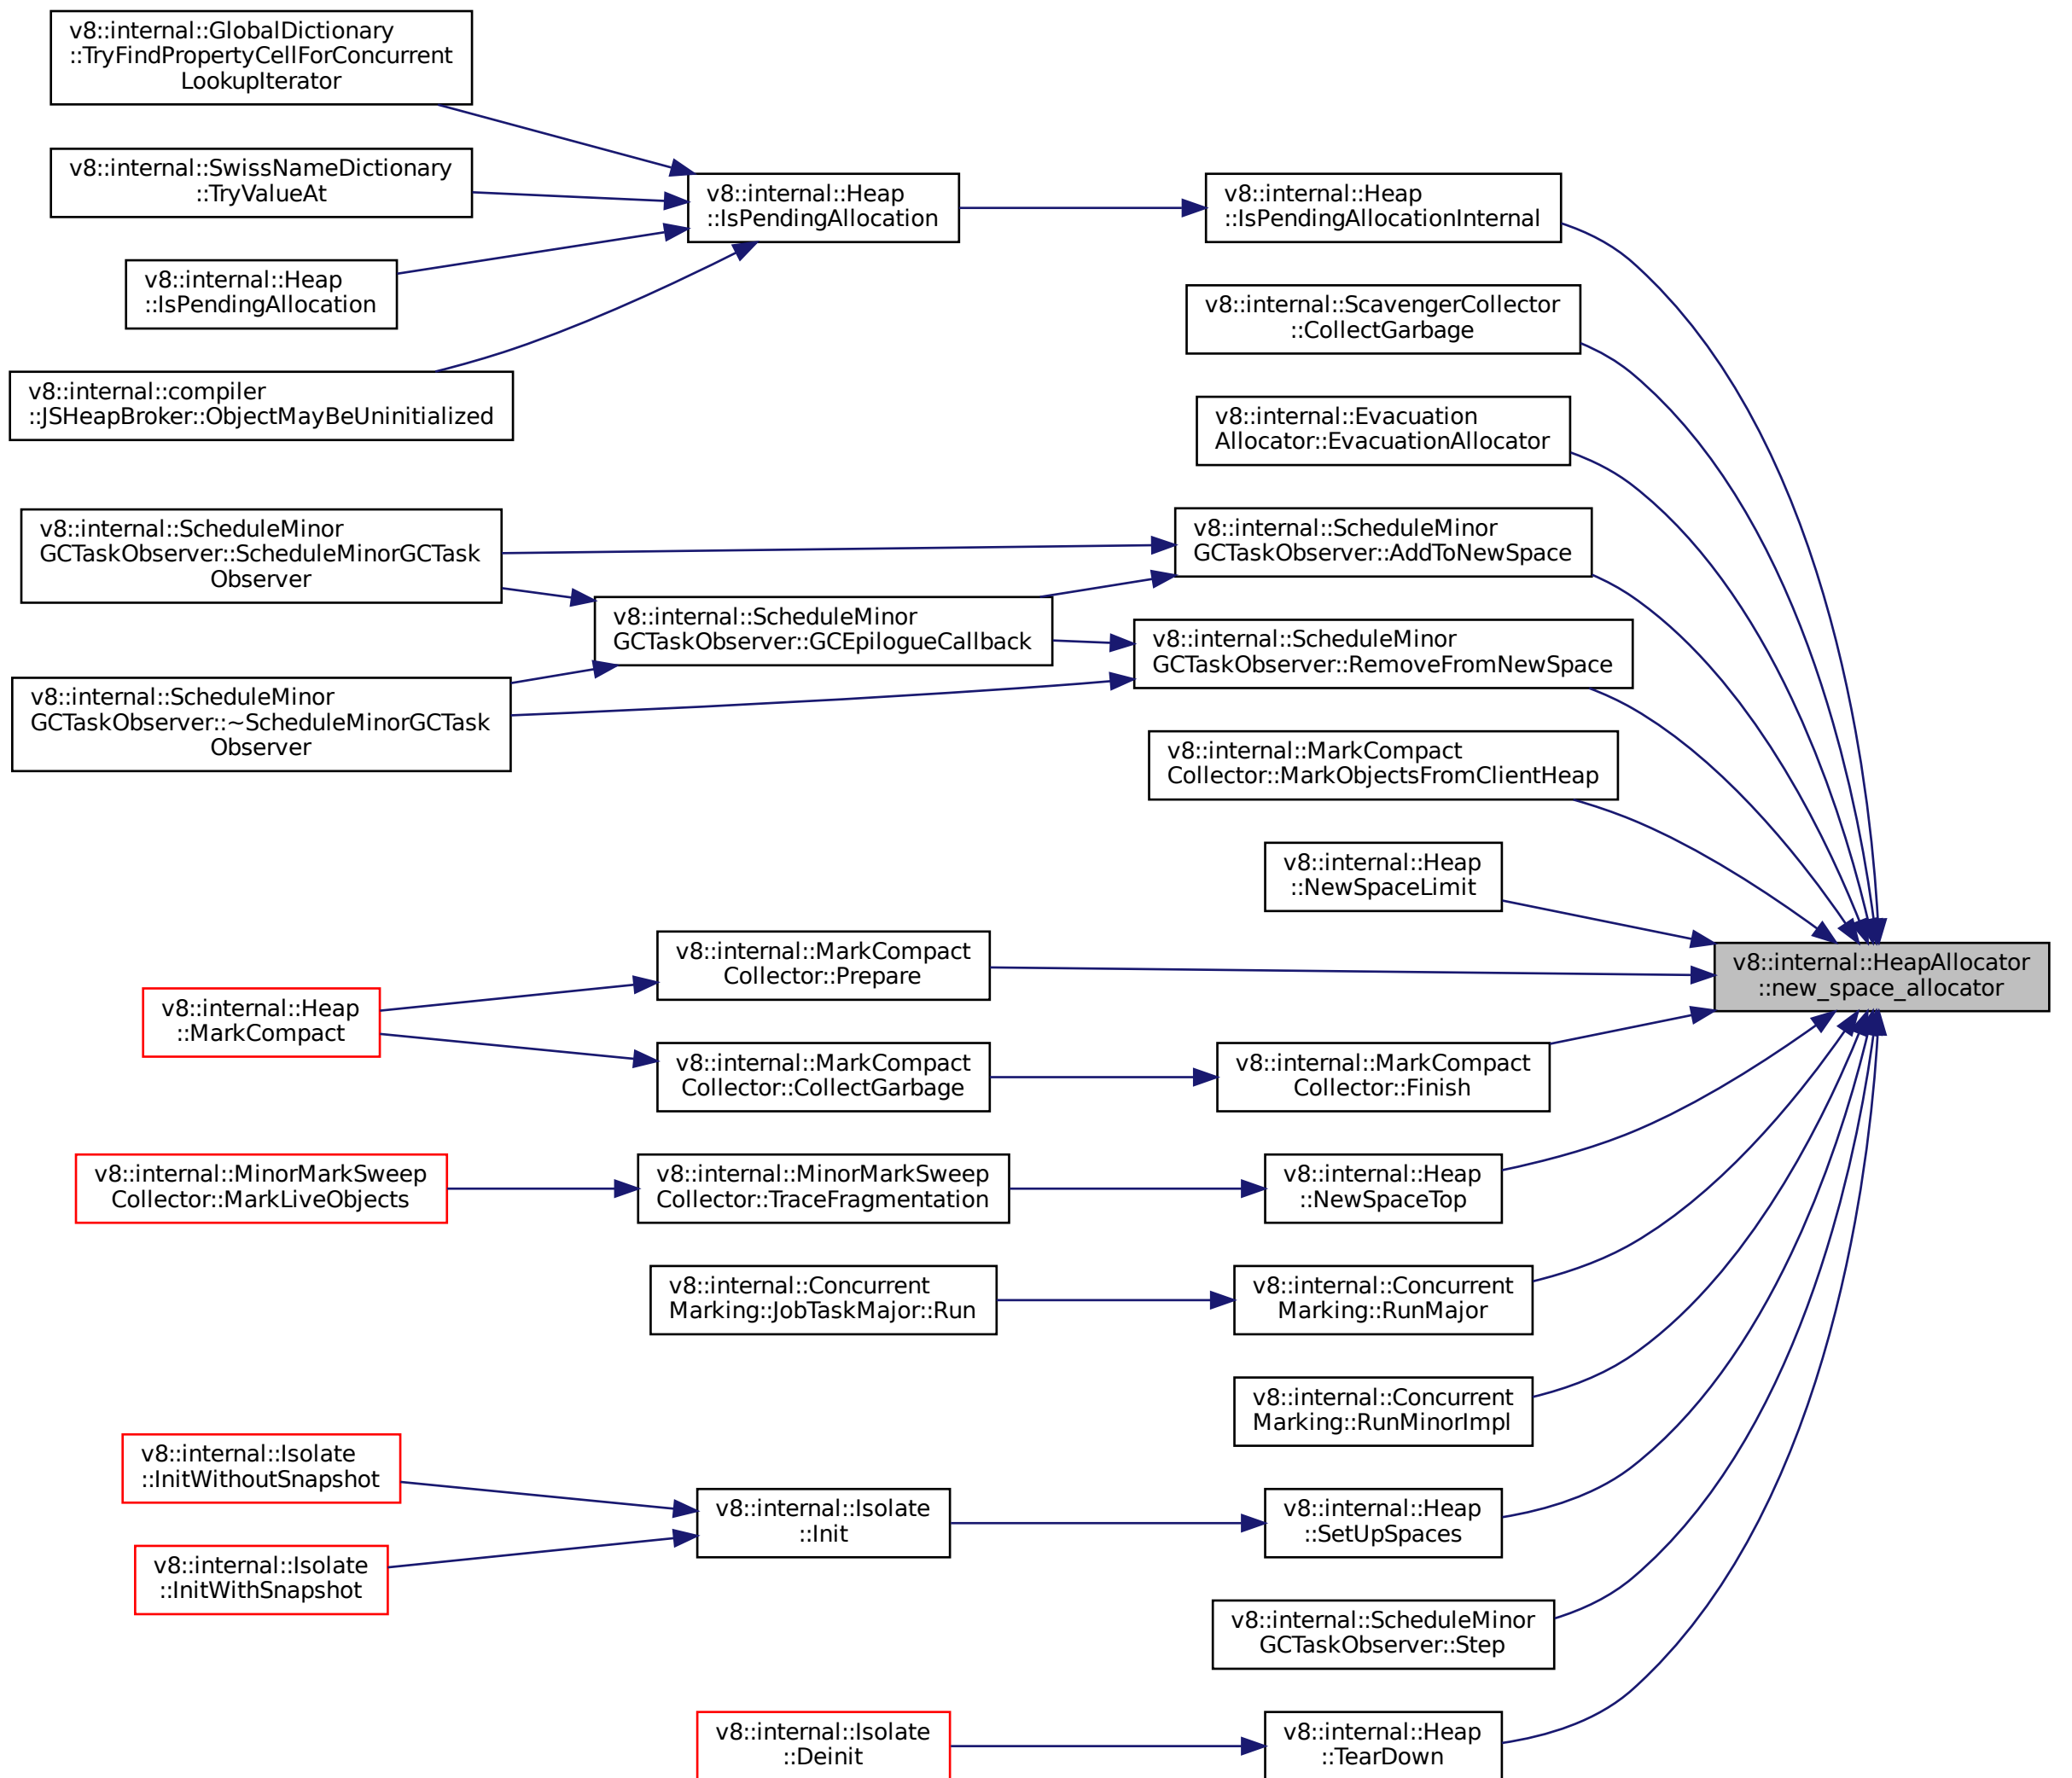 v8::internal::GlobalDictionary
::TryFindPropertyCellForConcurrent
LookupIterator
v8::internal::SwissNameDictionary
::TryValueAt
v8::internal::Heap
::IsPendingAllocation
v8::internal::compiler
::JSHeapBroker::ObjectMayBeUninitialized
v8::internal::Heap
::IsPendingAllocation
v8::internal::Heap
::IsPendingAllocationInternal
v8::internal::ScavengerCollector
::CollectGarbage
v8::internal::Evacuation
Allocator::EvacuationAllocator
v8::internal::ScheduleMinor
GCTaskObserver::ScheduleMinorGCTask
Observer
v8::internal::ScheduleMinor
GCTaskObserver::AddToNewSpace
v8::internal::ScheduleMinor
GCTaskObserver::GCEpilogueCallback
v8::internal::ScheduleMinor
GCTaskObserver::RemoveFromNewSpace
v8::internal::ScheduleMinor
GCTaskObserver::~ScheduleMinorGCTask
Observer
v8::internal::MarkCompact
Collector::MarkObjectsFromClientHeap
v8::internal::Heap
::NewSpaceLimit
v8::internal::MarkCompact
Collector::Prepare
v8::internal::HeapAllocator
::new_space_allocator
v8::internal::Heap
::MarkCompact
v8::internal::MarkCompact
Collector::CollectGarbage
v8::internal::MarkCompact
Collector::Finish
v8::internal::MinorMarkSweep
Collector::MarkLiveObjects
v8::internal::MinorMarkSweep
Collector::TraceFragmentation
v8::internal::Heap
::NewSpaceTop
v8::internal::Concurrent
Marking::JobTaskMajor::Run
v8::internal::Concurrent
Marking::RunMajor
v8::internal::Concurrent
Marking::RunMinorImpl
v8::internal::Isolate
::InitWithoutSnapshot
v8::internal::Isolate
::Init
v8::internal::Heap
::SetUpSpaces
v8::internal::Isolate
::InitWithSnapshot
v8::internal::ScheduleMinor
GCTaskObserver::Step
v8::internal::Isolate
::Deinit
v8::internal::Heap
::TearDown